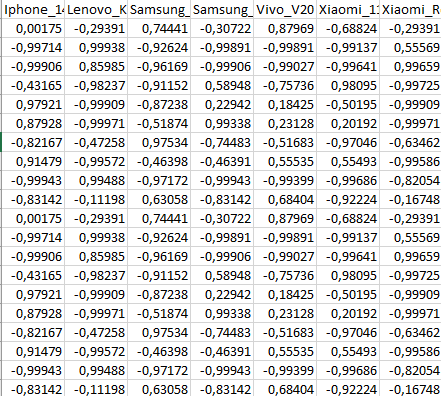 Iphone_14 Lenovo_K Samsung_ Samsung_ Vivo_V20 Xiaomi_1 Xiaomi_R
0,00175 -0,29391 0,74441 -0,30722 0,87969 -0,68824 -0,29391
-0,99714 0,99938 -0,92624 -0,99891 -0,99891 -0,99137 0,55569
-0,99906 0,85985 -0,96169 -0,99906 -0,99027 -0,99641 0,99659
-0,43165 -0,98237 -0,91152 0,58948 -0,75736 0,98095 -0,99725
0,97921 -0,99909 -0,87238 0,22942 0,18425 -0,50195 -0,99909
0,87928 -0,99971 -0,51874 0,99338 0,23128 0,20192 -0,99971
-0,82167 -0,47258 0,97534 -0,74483 -0,51683 -0,97046 -0,63462
0,91479 -0,99572 -0,46398 -0,46391 0,55535 0,55493 -0,99586
-0,99943 0,99488 -0,97172 -0,99943 -0,99399 -0,99686 -0,82054
-0,83142 -0,11198 0,63058 -0,83142 0,68404 -0,92224 -0,16748
0,00175 -0,29391 0,74441 -0,30722 0,87969 -0,68824 -0,29391
-0,99714 0,99938 -0,92624 -0,99891 -0,99891 -0,99137 0,55569
-0,99906 0,85985 -0,96169 -0,99906 -0,99027 -0,99641 0,99659
-0,43165 -0,98237 -0,91152 0,58948 -0,75736 0,98095 -0,99725
0,97921 -0,99909 -0,87238 0,22942 0,18425 -0,50195 -0,99909
0,87928 -0,99971 -0,51874 0,99338 0,23128 0,20192 -0,99971
-0,82167 -0,47258 0,97534 -0,74483 -0,51683 -0,97046 -0,63462
0,91479 -0,99572 -0,46398 -0,46391 0,55535 0,55493 -0,99586
-0,99943 0,99488 -0,97172 -0,99943 -0,99399 -0,99686 -0,82054
-0,83142 -0,11198 0,63058 -0,83142 0,68404 -0,92224 -0,16748